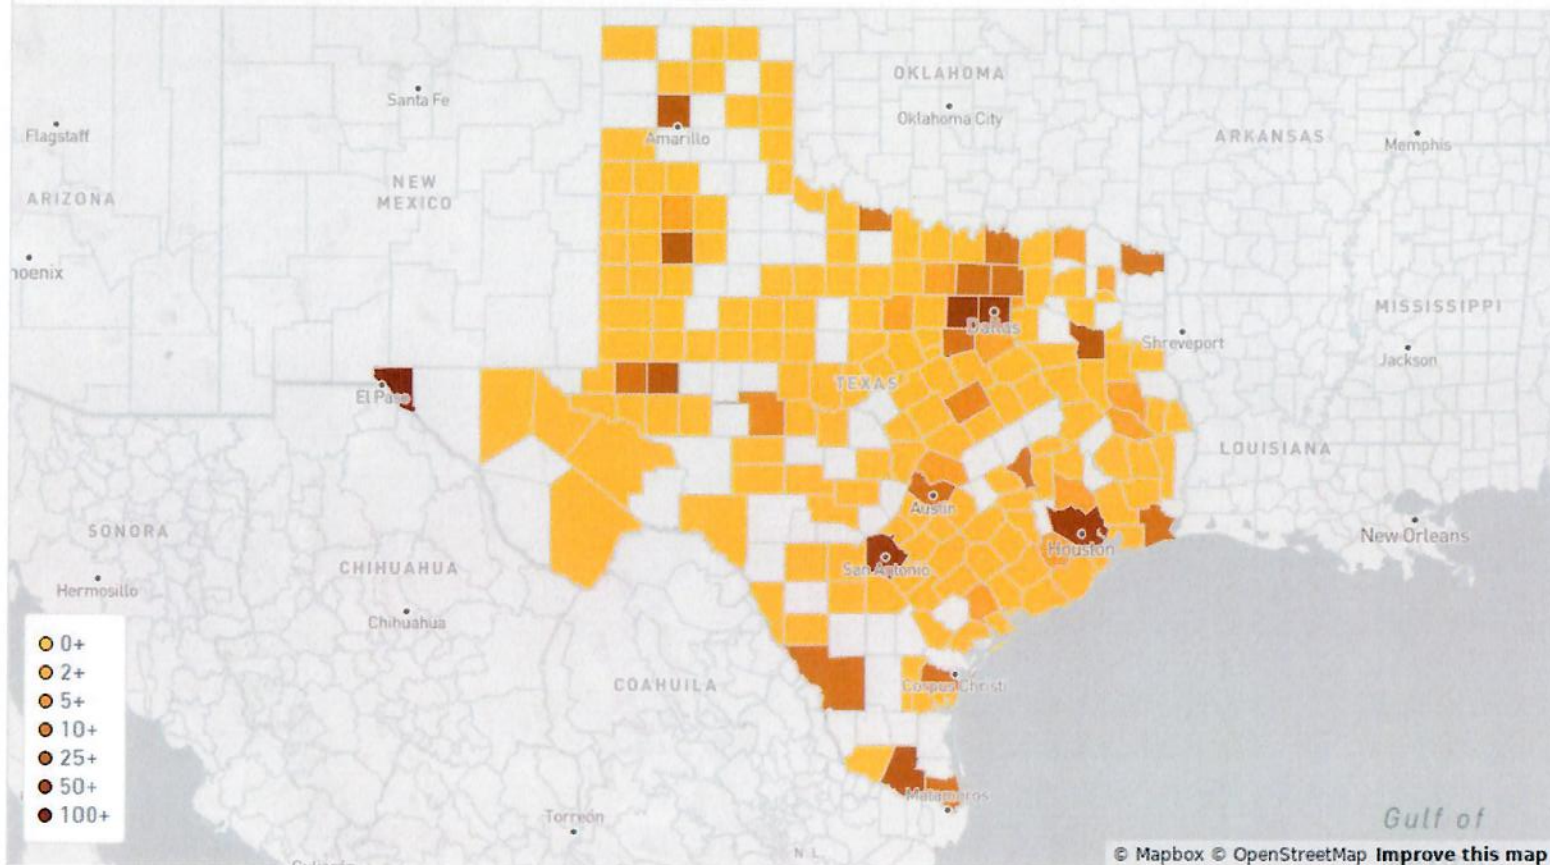 OKLAHOMA
Santa Fe
Oklahoma City
Flagstaff
Amarillo
ARKANSAS
Memphis
NEW
MEXICO
ARIZONA
hoenix
MISSISSIPPI
Dallas
Shreveport
Jackson
TEXAS
El Paso
LOUISIANA
Austin
SONORA
Houston
New Orleans
San Antonio
CHIHUAHUA
Hermosillo
Chihuahua
0+
2+
5+
10+
25+
50+
100+
COAHUILA
Corpus Christi
Matamoros
Torreón
Gulf of
N L
© Mapbox © OpenStreetMap Improve this map